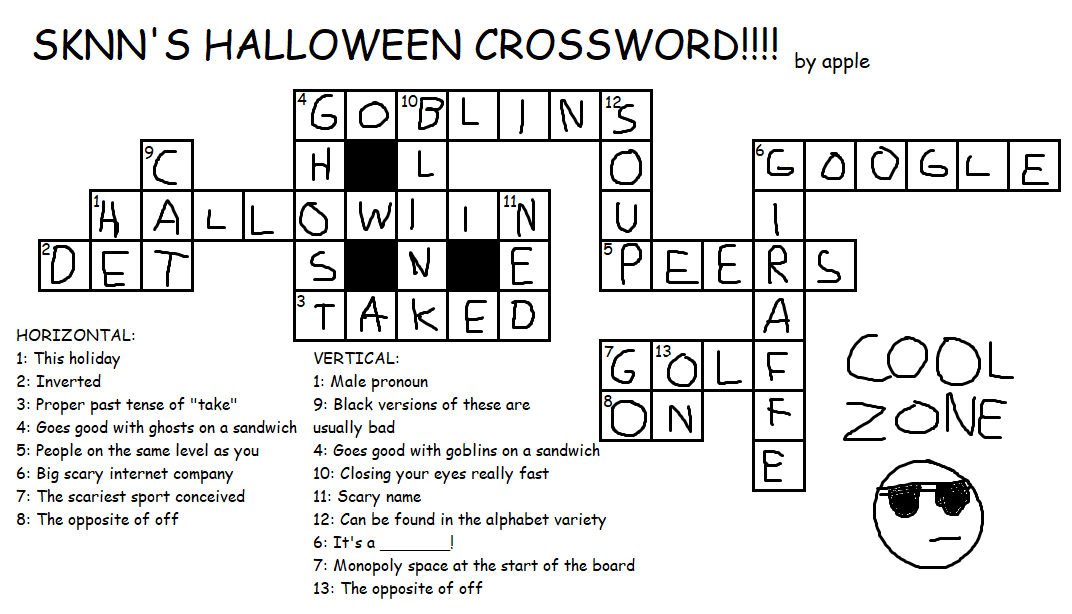 SKNN'S HALLOWEEN CROSSWORD!!!! by apple
4 G O 10 B L I N 12 S
9 C H L O 6 G O O G L E
1 H A L L O W I I 11 N U I
2 D E T S N E 5 P E E R S
3 T A K E D A
7 G 13 O L F
8 O N F
E
COOL
ZONE
HORIZONTAL:
1: This holiday
2: Inverted
3: Proper past tense of "take"
4: Goes good with ghosts on a sandwich
5: People on the same level as you
6: Big scary internet company
7: The scariest sport conceived
8: The opposite of off
VERTICAL:
1: Male pronoun
9: Black versions of these are
usually bad
4: Goes good with goblins on a sandwich
10: Closing your eyes really fast
11: Scary name
12: Can be found in the alphabet variety
6: It's a _______!
7: Monopoly space at the start of the board
13: The opposite of off